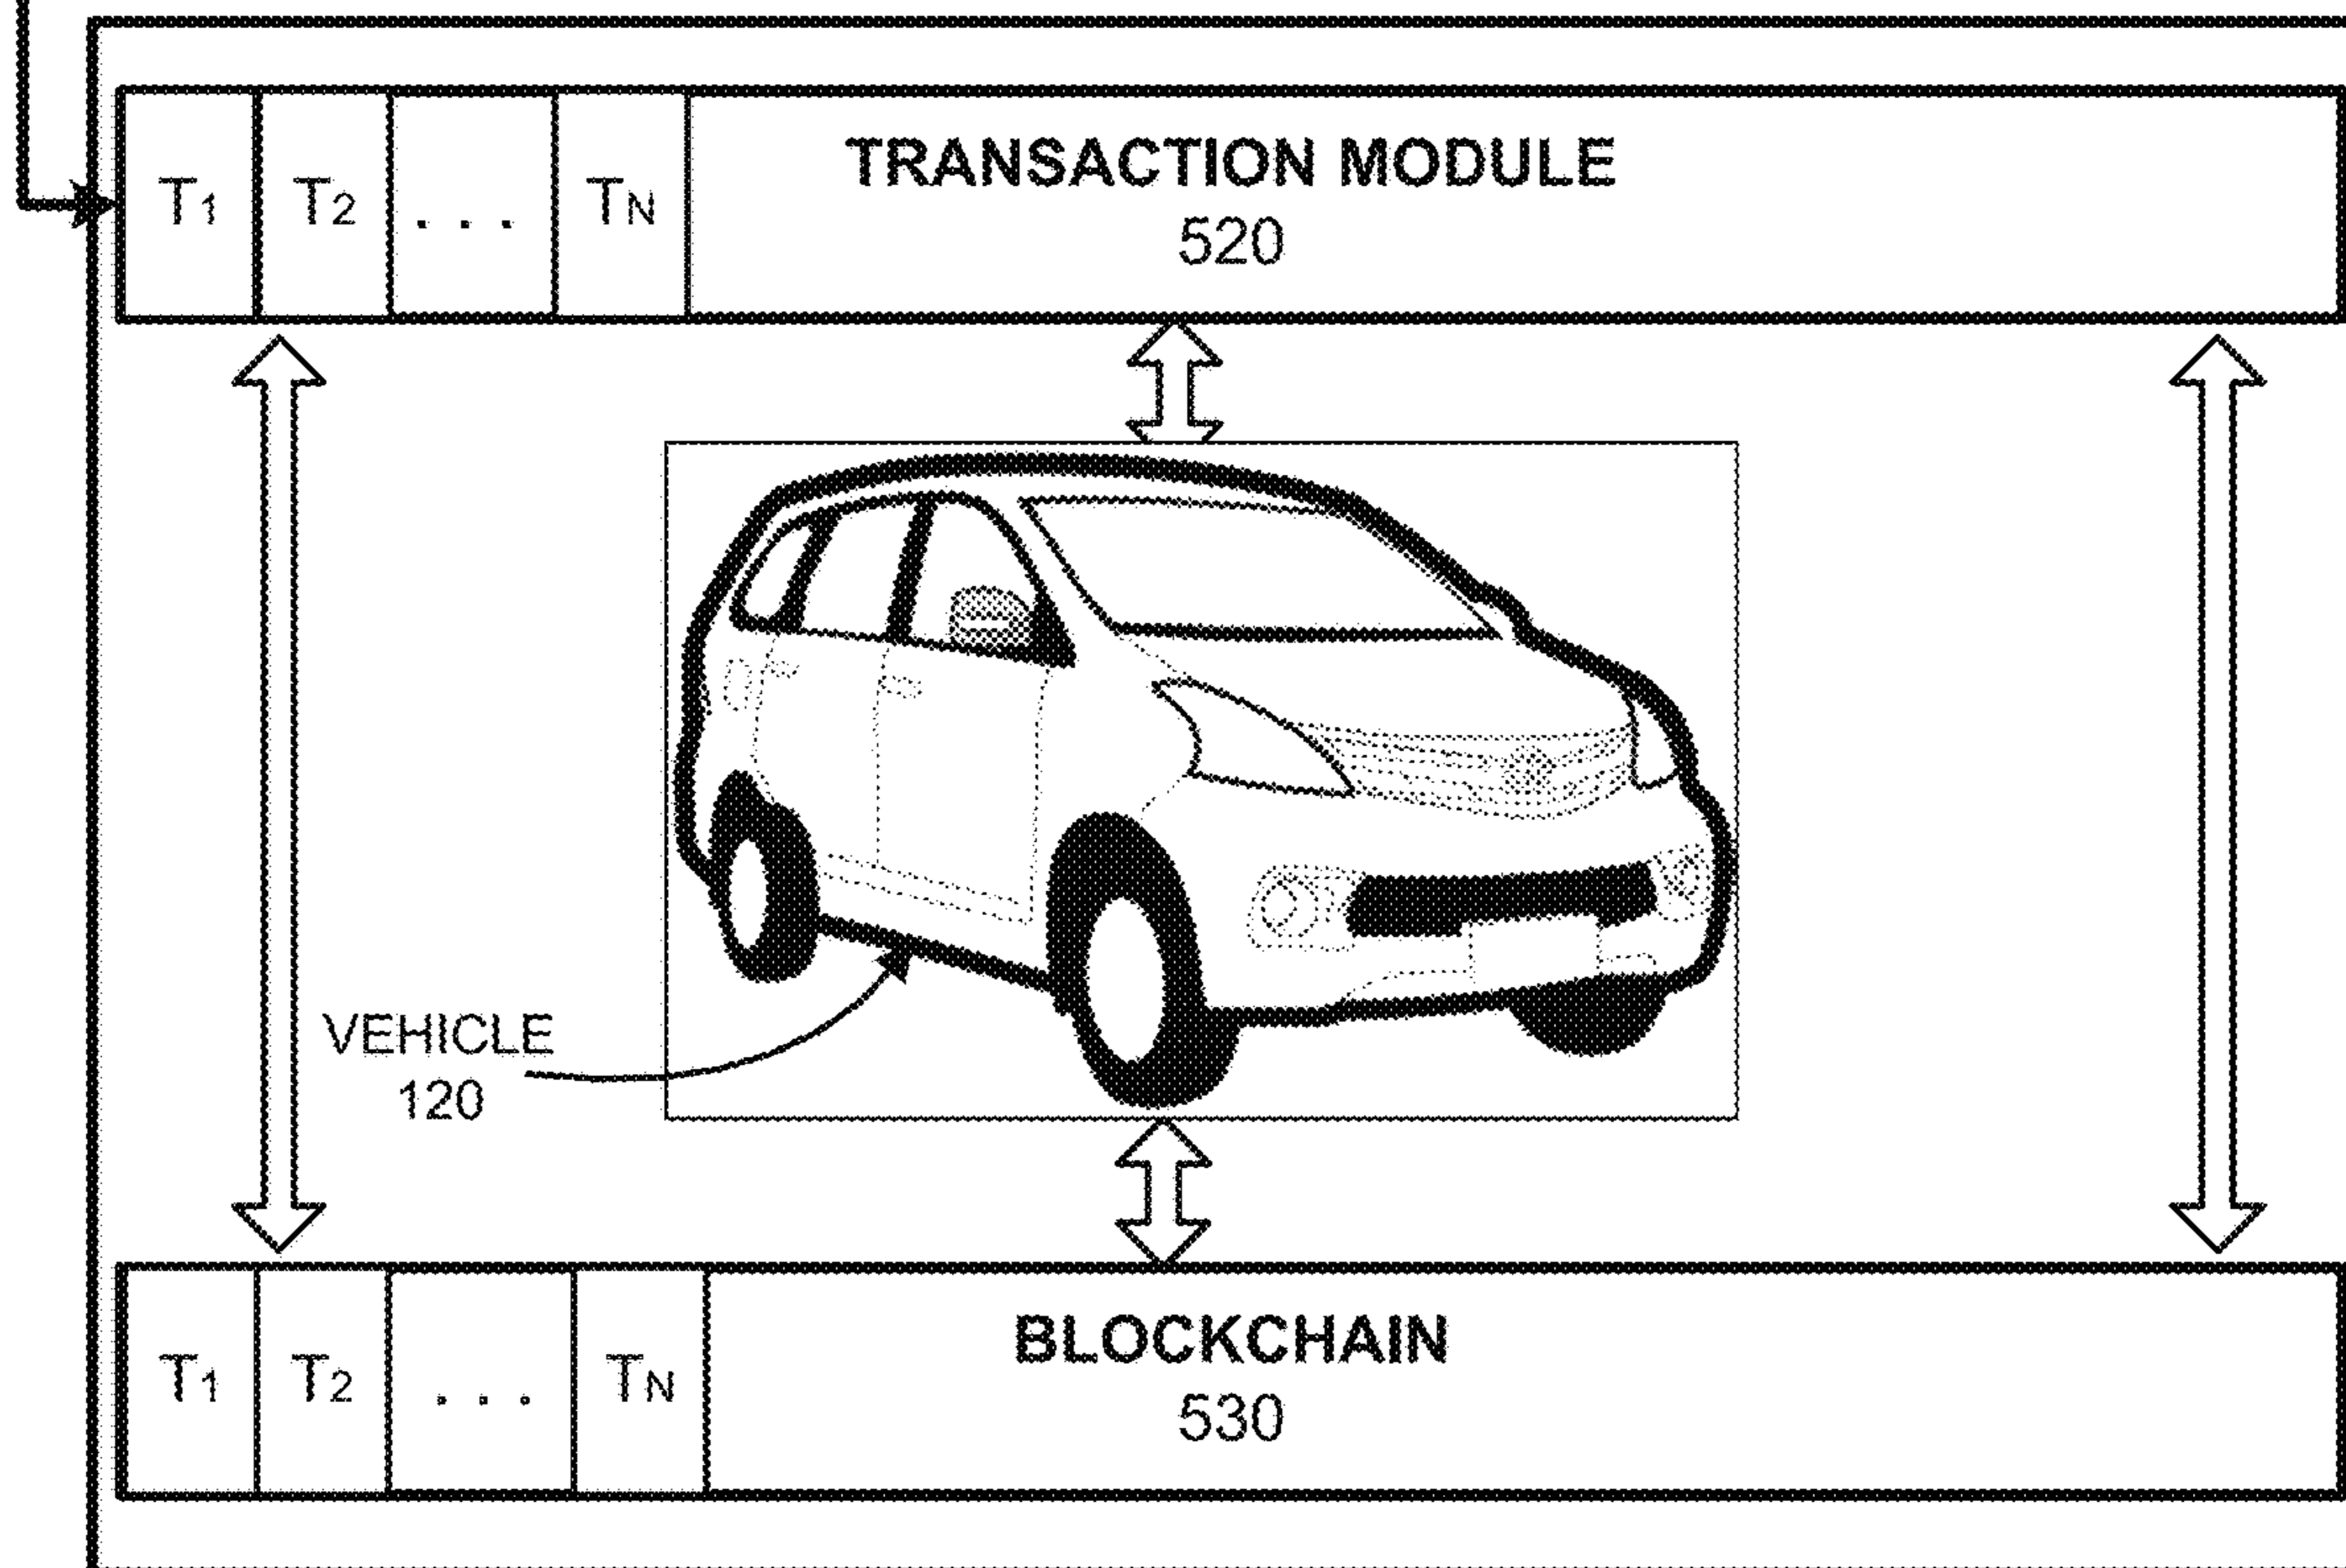 T1 T2 . . . TN
TRANSACTION MODULE
520
VEHICLE
120
T1 T2 . . . TN
BLOCKCHAIN
530